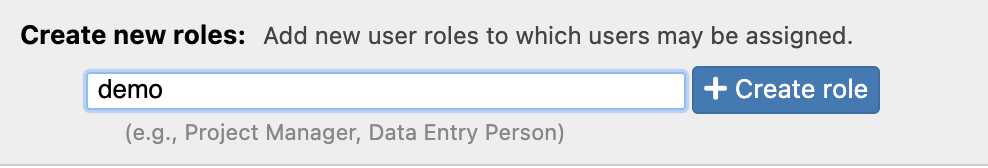 Create new roles: Add new user roles to which users may be assigned.
demo
+ Create role
(e.g., Project Manager, Data Entry Person)